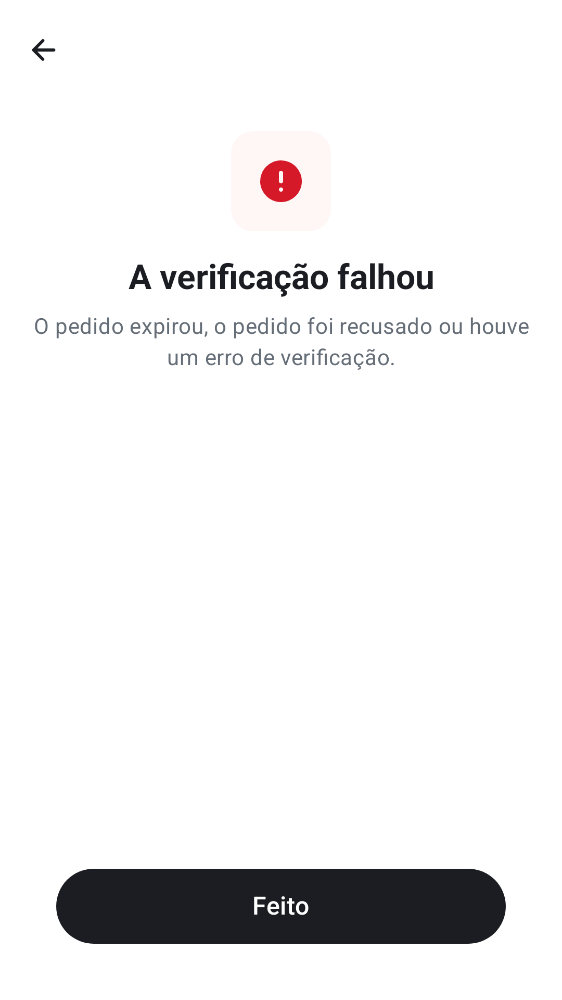 A verificação falhou
O pedido expirou, o pedido foi recusado ou houve
um erro de verificação.
Feito